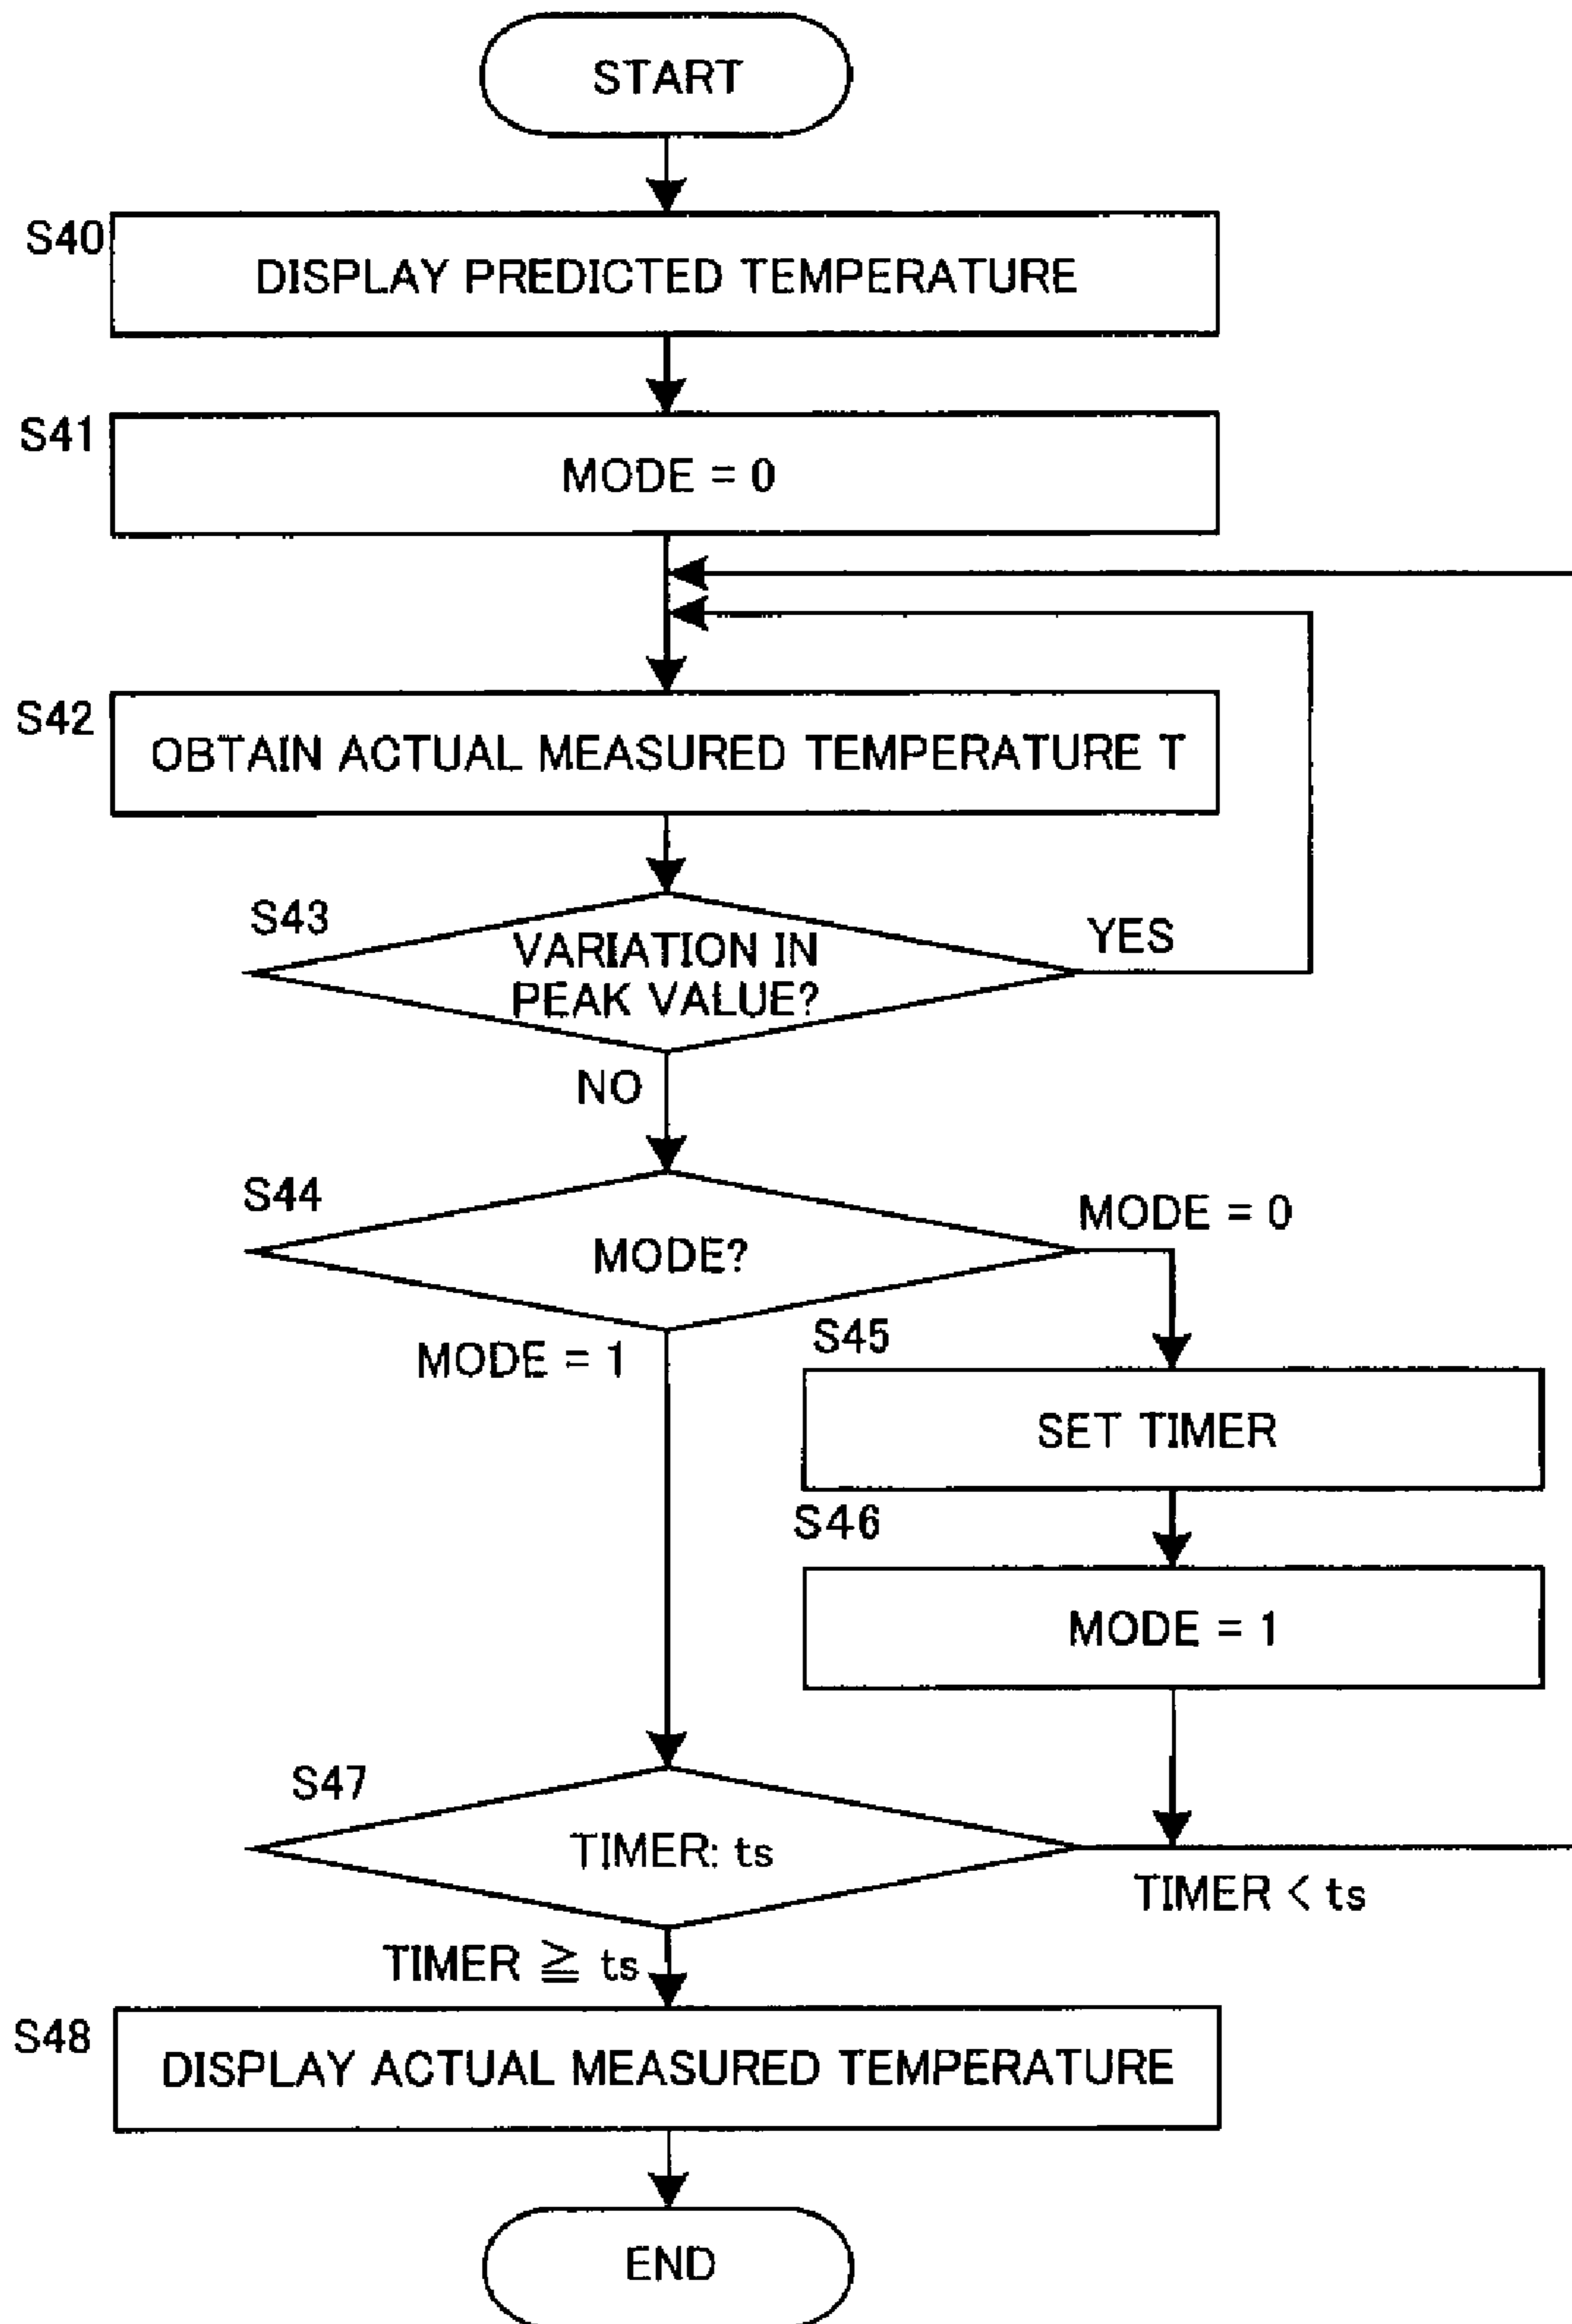 START
S40
DISPLAY PREDICTED TEMPERATURE
S41
MODE = 0
S42
OBTAIN ACTUAL MEASURED TEMPERATURE T
S43
VARIATION IN
PEAK VALUE?
YES
NO
S44
MODE?
MODE = 0
MODE = 1
S45
SET TIMER
S46
MODE = 1
S47
TIMER: ts
TIMER < ts
TIMER ≧ ts
S48
DISPLAY ACTUAL MEASURED TEMPERATURE
END